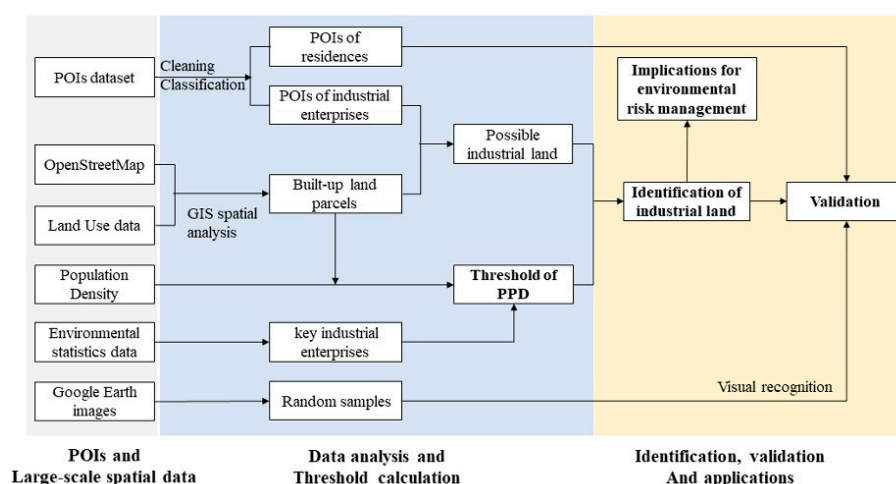 POIs dataset
Cleaning
Classification
POIs of
residences
POIs of industrial
enterprises
OpenStreetMap
Land Use data
GIS spatial
analysis
Built-up land
parcels
Possible
industrial land
Population
Density
Threshold of
PPD
Environmental
statistics data
key industrial
enterprises
Google Earth
images
Random samples
Implications for
environmental
risk management
Identification of
industrial land
Validation
Visual recognition
POIs and
Large-scale spatial data
Data analysis and
Threshold calculation
Identification, validation
And applications